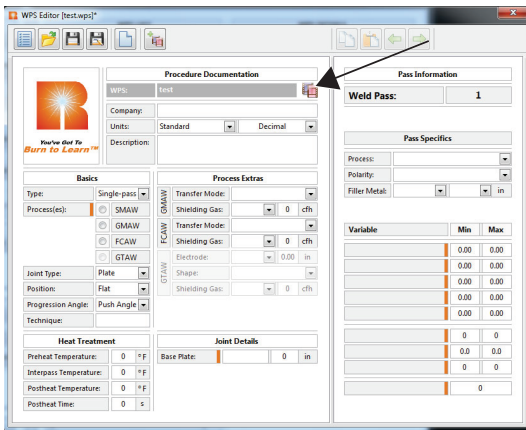 WPS Editor [test.wps]*
Procedure Documentation
WPS: test
Company:
Units: Standard Decimal
Description:
You've Got To
Burn to Learn™
Basics
Type: Single-pass
Process(es): SMAW
GMAW
FCAW
GTAW
Joint Type: Plate
Position: Flat
Progression Angle: Push Angle
Technique:
Process Extras
GMAW
Transfer Mode:
Shielding Gas: 0 cfh
FCAW
Transfer Mode:
Shielding Gas: 0 cfh
GTAW
Electrode: 0.00 in
Shape:
Shielding Gas: 0 cfh
Heat Treatment
Preheat Temperature: 0 °F
Interpass Temperature: 0 °F
Postheat Temperature: 0 °F
Postheat Time: 0 s
Joint Details
Base Plate: 0 in
Pass Information
Weld Pass: 1
Pass Specifics
Process:
Polarity:
Filler Metal: in
Variable Min Max
0.00 0.00
0.00 0.00
0.00 0.00
0.00 0.00
0.00 0.00
0 0
0.0 0.0
0 0
0